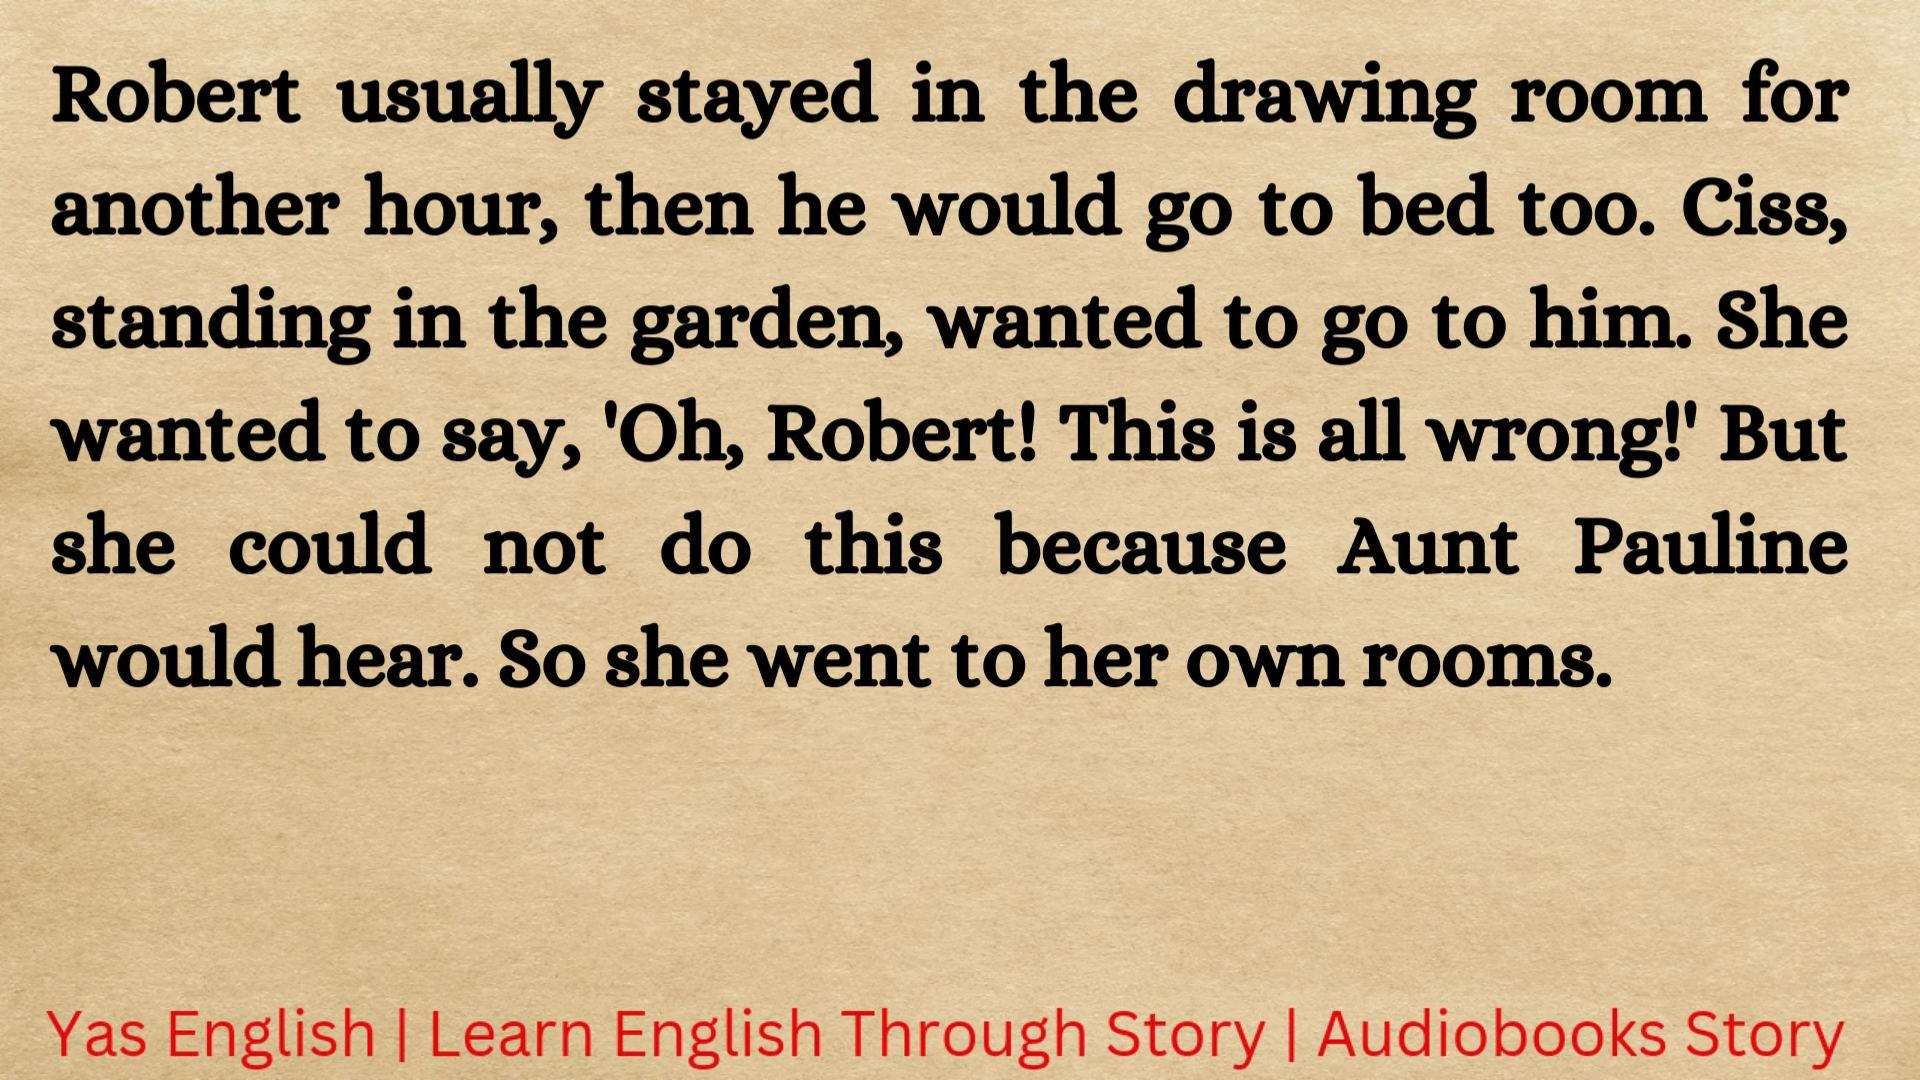 Robert usually stayed in the drawing room for
another hour, then he would go to bed too. Ciss,
standing in the garden, wanted to go to him. She
wanted to say, 'Oh, Robert! This is all wrong!' But
she could not do this because Aunt Pauline
would hear. So she went to her own rooms.
Yas English | Learn English Through Story | Audiobooks Story